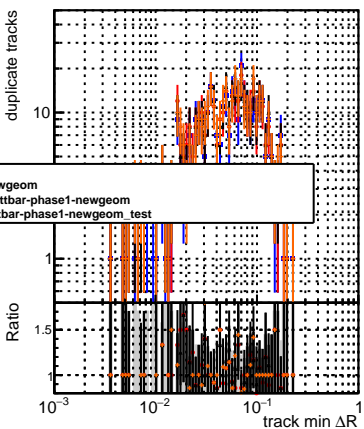 duplicate tracks
10
wgeom
ttbar-phase1-newgeom
tbar-phase1-newgeom_test
1
Ratio
1.5
1
10−3
10−2
10−1
1
track min ΔR